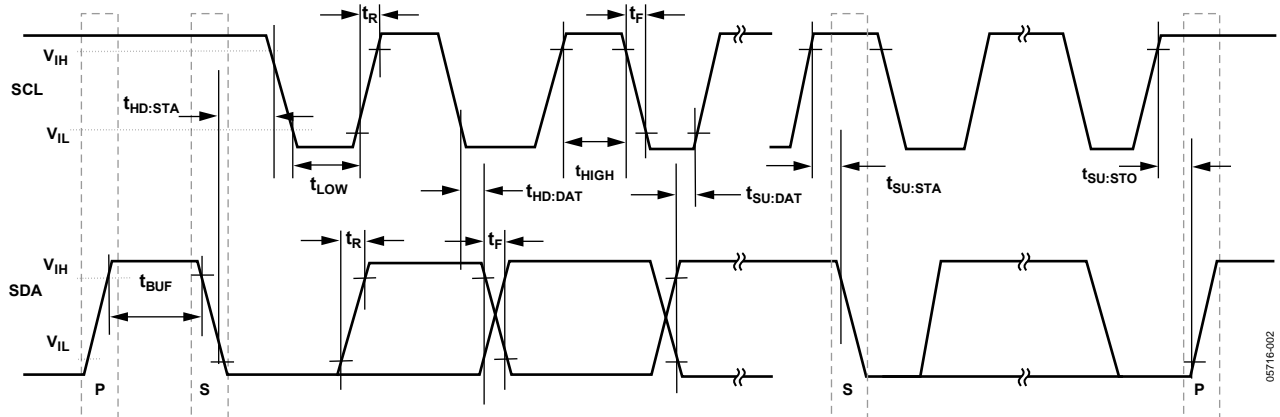 tR
tF
VIH
SCL
tHD:STA
VIL
tLOW
tHIGH
tHD:DAT
tSU:DAT
tSU:STA
tSU:STO
tR
tF
VIH
SDA
tBUF
VIL
P
S
S
P
05716-002